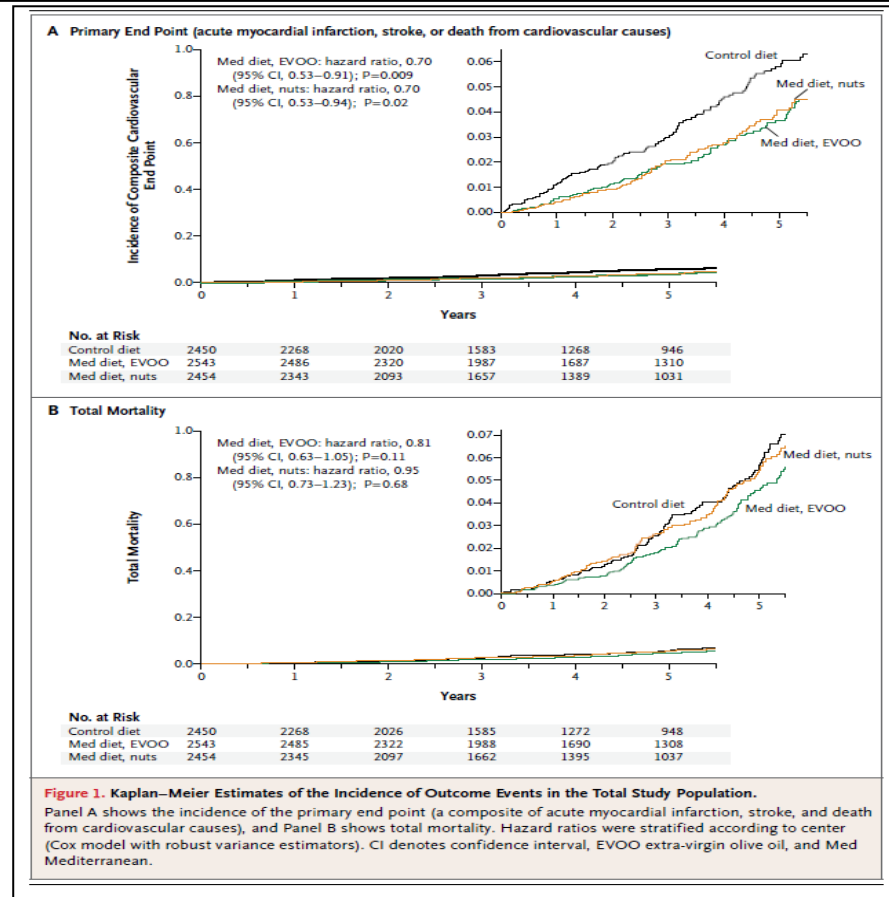 A Primary End Point (acute myocardial infarction, stroke, or death from cardiovascular causes)
Incidence of Composite Cardiovascular
End Point
1.0
0.8
0.6
0.4
0.2
0.0
Med diet, EVOO: hazard ratio, 0.70
(95% CI, 0.53–0.91); P=0.009
Med diet, nuts: hazard ratio, 0.70
(95% CI, 0.53–0.94); P=0.02
0.06
0.05
0.04
0.03
0.02
0.01
0.00
Control diet
Med diet, nuts
Med diet, EVOO
0 1 2 3 4 5
0 1 2 3 4 5
Years
No. at Risk
Control diet 2450 2268 2020 1583 1268 946
Med diet, EVOO 2543 2486 2320 1987 1687 1310
Med diet, nuts 2454 2343 2093 1657 1389 1031
B Total Mortality
Total Mortality
1.0
0.8
0.6
0.4
0.2
0.0
Med diet, EVOO: hazard ratio, 0.81
(95% CI, 0.63–1.05); P=0.11
Med diet, nuts: hazard ratio, 0.95
(95% CI, 0.73–1.23); P=0.68
0.07
0.06
0.05
0.04
0.03
0.02
0.01
0.00
Control diet
Med diet, nuts
Med diet, EVOO
0 1 2 3 4 5
0 1 2 3 4 5
Years
No. at Risk
Control diet 2450 2268 2026 1585 1272 948
Med diet, EVOO 2543 2485 2322 1988 1690 1308
Med diet, nuts 2454 2345 2097 1662 1395 1037
Figure 1. Kaplan–Meier Estimates of the Incidence of Outcome Events in the Total Study Population.
Panel A shows the incidence of the primary end point (a composite of acute myocardial infarction, stroke, and death
from cardiovascular causes), and Panel B shows total mortality. Hazard ratios were stratified according to center
(Cox model with robust variance estimators). CI denotes confidence interval, EVOO extra-virgin olive oil, and Med
Mediterranean.